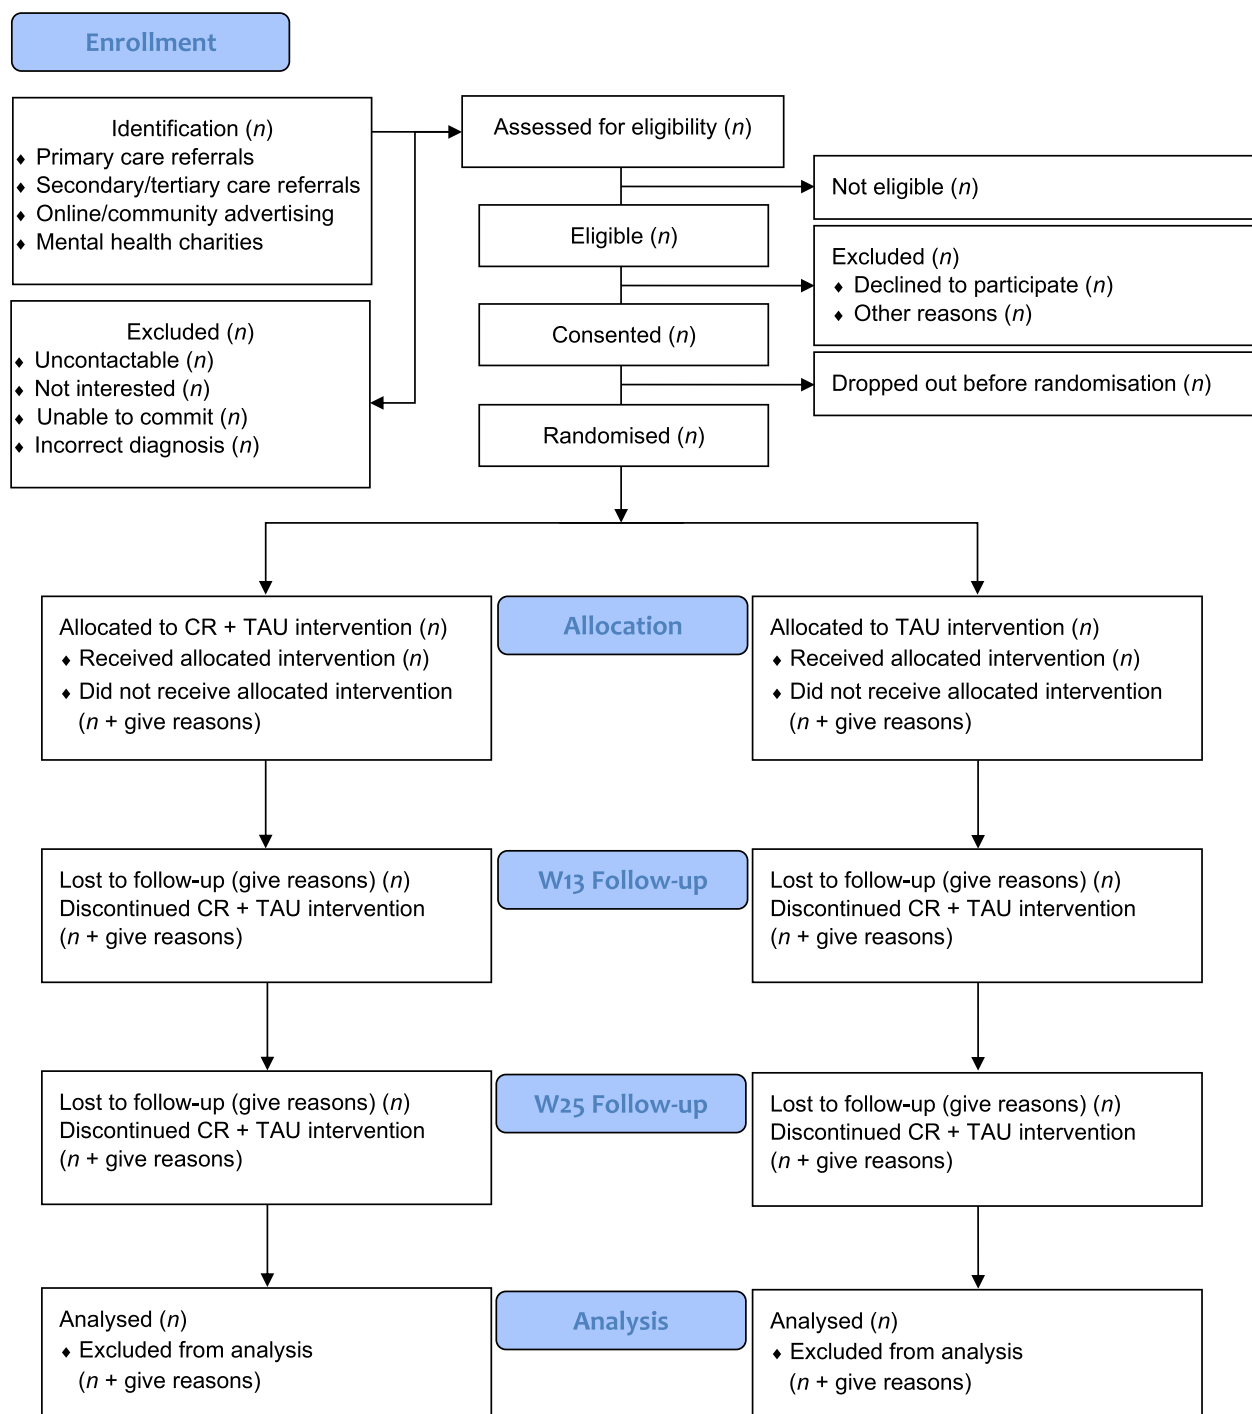 Enrollment
Identification (n)
♦ Primary care referrals
♦ Secondary/tertiary care referrals
♦ Online/community advertising
♦ Mental health charities
Assessed for eligibility (n)
Not eligible (n)
Eligible (n)
Excluded (n)
♦ Declined to participate (n)
♦ Other reasons (n)
Excluded (n)
♦ Uncontactable (n)
♦ Not interested (n)
♦ Unable to commit (n)
♦ Incorrect diagnosis (n)
Consented (n)
Dropped out before randomisation (n)
Randomised (n)
Allocation
Allocated to CR + TAU intervention (n)
♦ Received allocated intervention (n)
♦ Did not receive allocated intervention
(n + give reasons)
Allocated to TAU intervention (n)
♦ Received allocated intervention (n)
♦ Did not receive allocated intervention
(n + give reasons)
W13 Follow-up
Lost to follow-up (give reasons) (n)
Discontinued CR + TAU intervention
(n + give reasons)
Lost to follow-up (give reasons) (n)
Discontinued CR + TAU intervention
(n + give reasons)
W25 Follow-up
Lost to follow-up (give reasons) (n)
Discontinued CR + TAU intervention
(n + give reasons)
Lost to follow-up (give reasons) (n)
Discontinued CR + TAU intervention
(n + give reasons)
Analysis
Analysed (n)
♦ Excluded from analysis
(n + give reasons)
Analysed (n)
♦ Excluded from analysis
(n + give reasons)